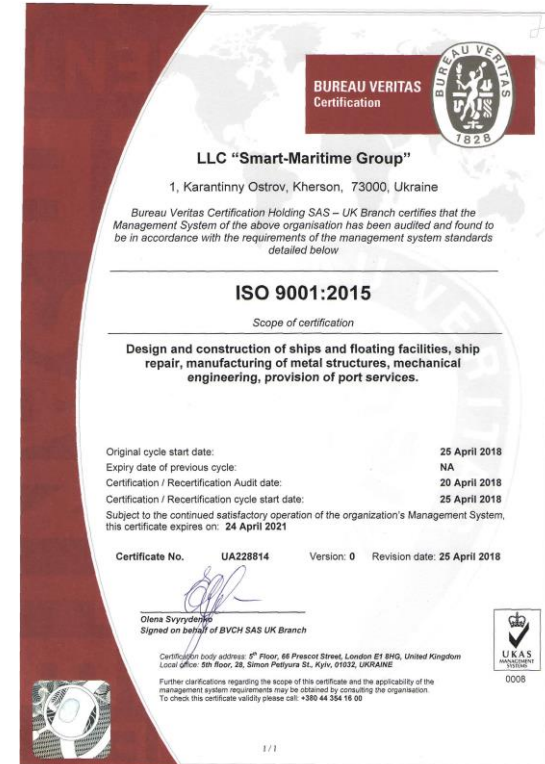 BUREAU VERITAS
Certification
BUREAU VERITAS
1828
LLC “Smart-Maritime Group”
1, Karantinny Ostrov, Kherson, 73000, Ukraine
Bureau Veritas Certification Holding SAS – UK Branch certifies that the
Management System of the above organisation has been audited and found to
be in accordance with the requirements of the management system standards
detailed below
ISO 9001:2015
Scope of certification
Design and construction of ships and floating facilities, ship
repair, manufacturing of metal structures, mechanical
engineering, provision of port services.
Original cycle start date: 25 April 2018
Expiry date of previous cycle: NA
Certification / Recertification Audit date: 20 April 2018
Certification / Recertification cycle start date: 25 April 2018
Subject to the continued satisfactory operation of the organization's Management System,
this certificate expires on: 24 April 2021
Certificate No. UA228814 Version: 0 Revision date: 25 April 2018
Olena Svyrydenko
Signed on behalf of BVCH SAS UK Branch
Certification body address: 5th Floor, 66 Prescot Street, London E1 8HG, United Kingdom
Local office: 5th floor, 28, Simon Petlyura St., Kyiv, 01032, UKRAINE
Further clarifications regarding the scope of this certificate and the applicability of the
management system requirements may be obtained by consulting the organisation.
To check this certificate validity please call: +380 44 354 16 00
UKAS
MANAGEMENT
SYSTEMS
0008
1/1